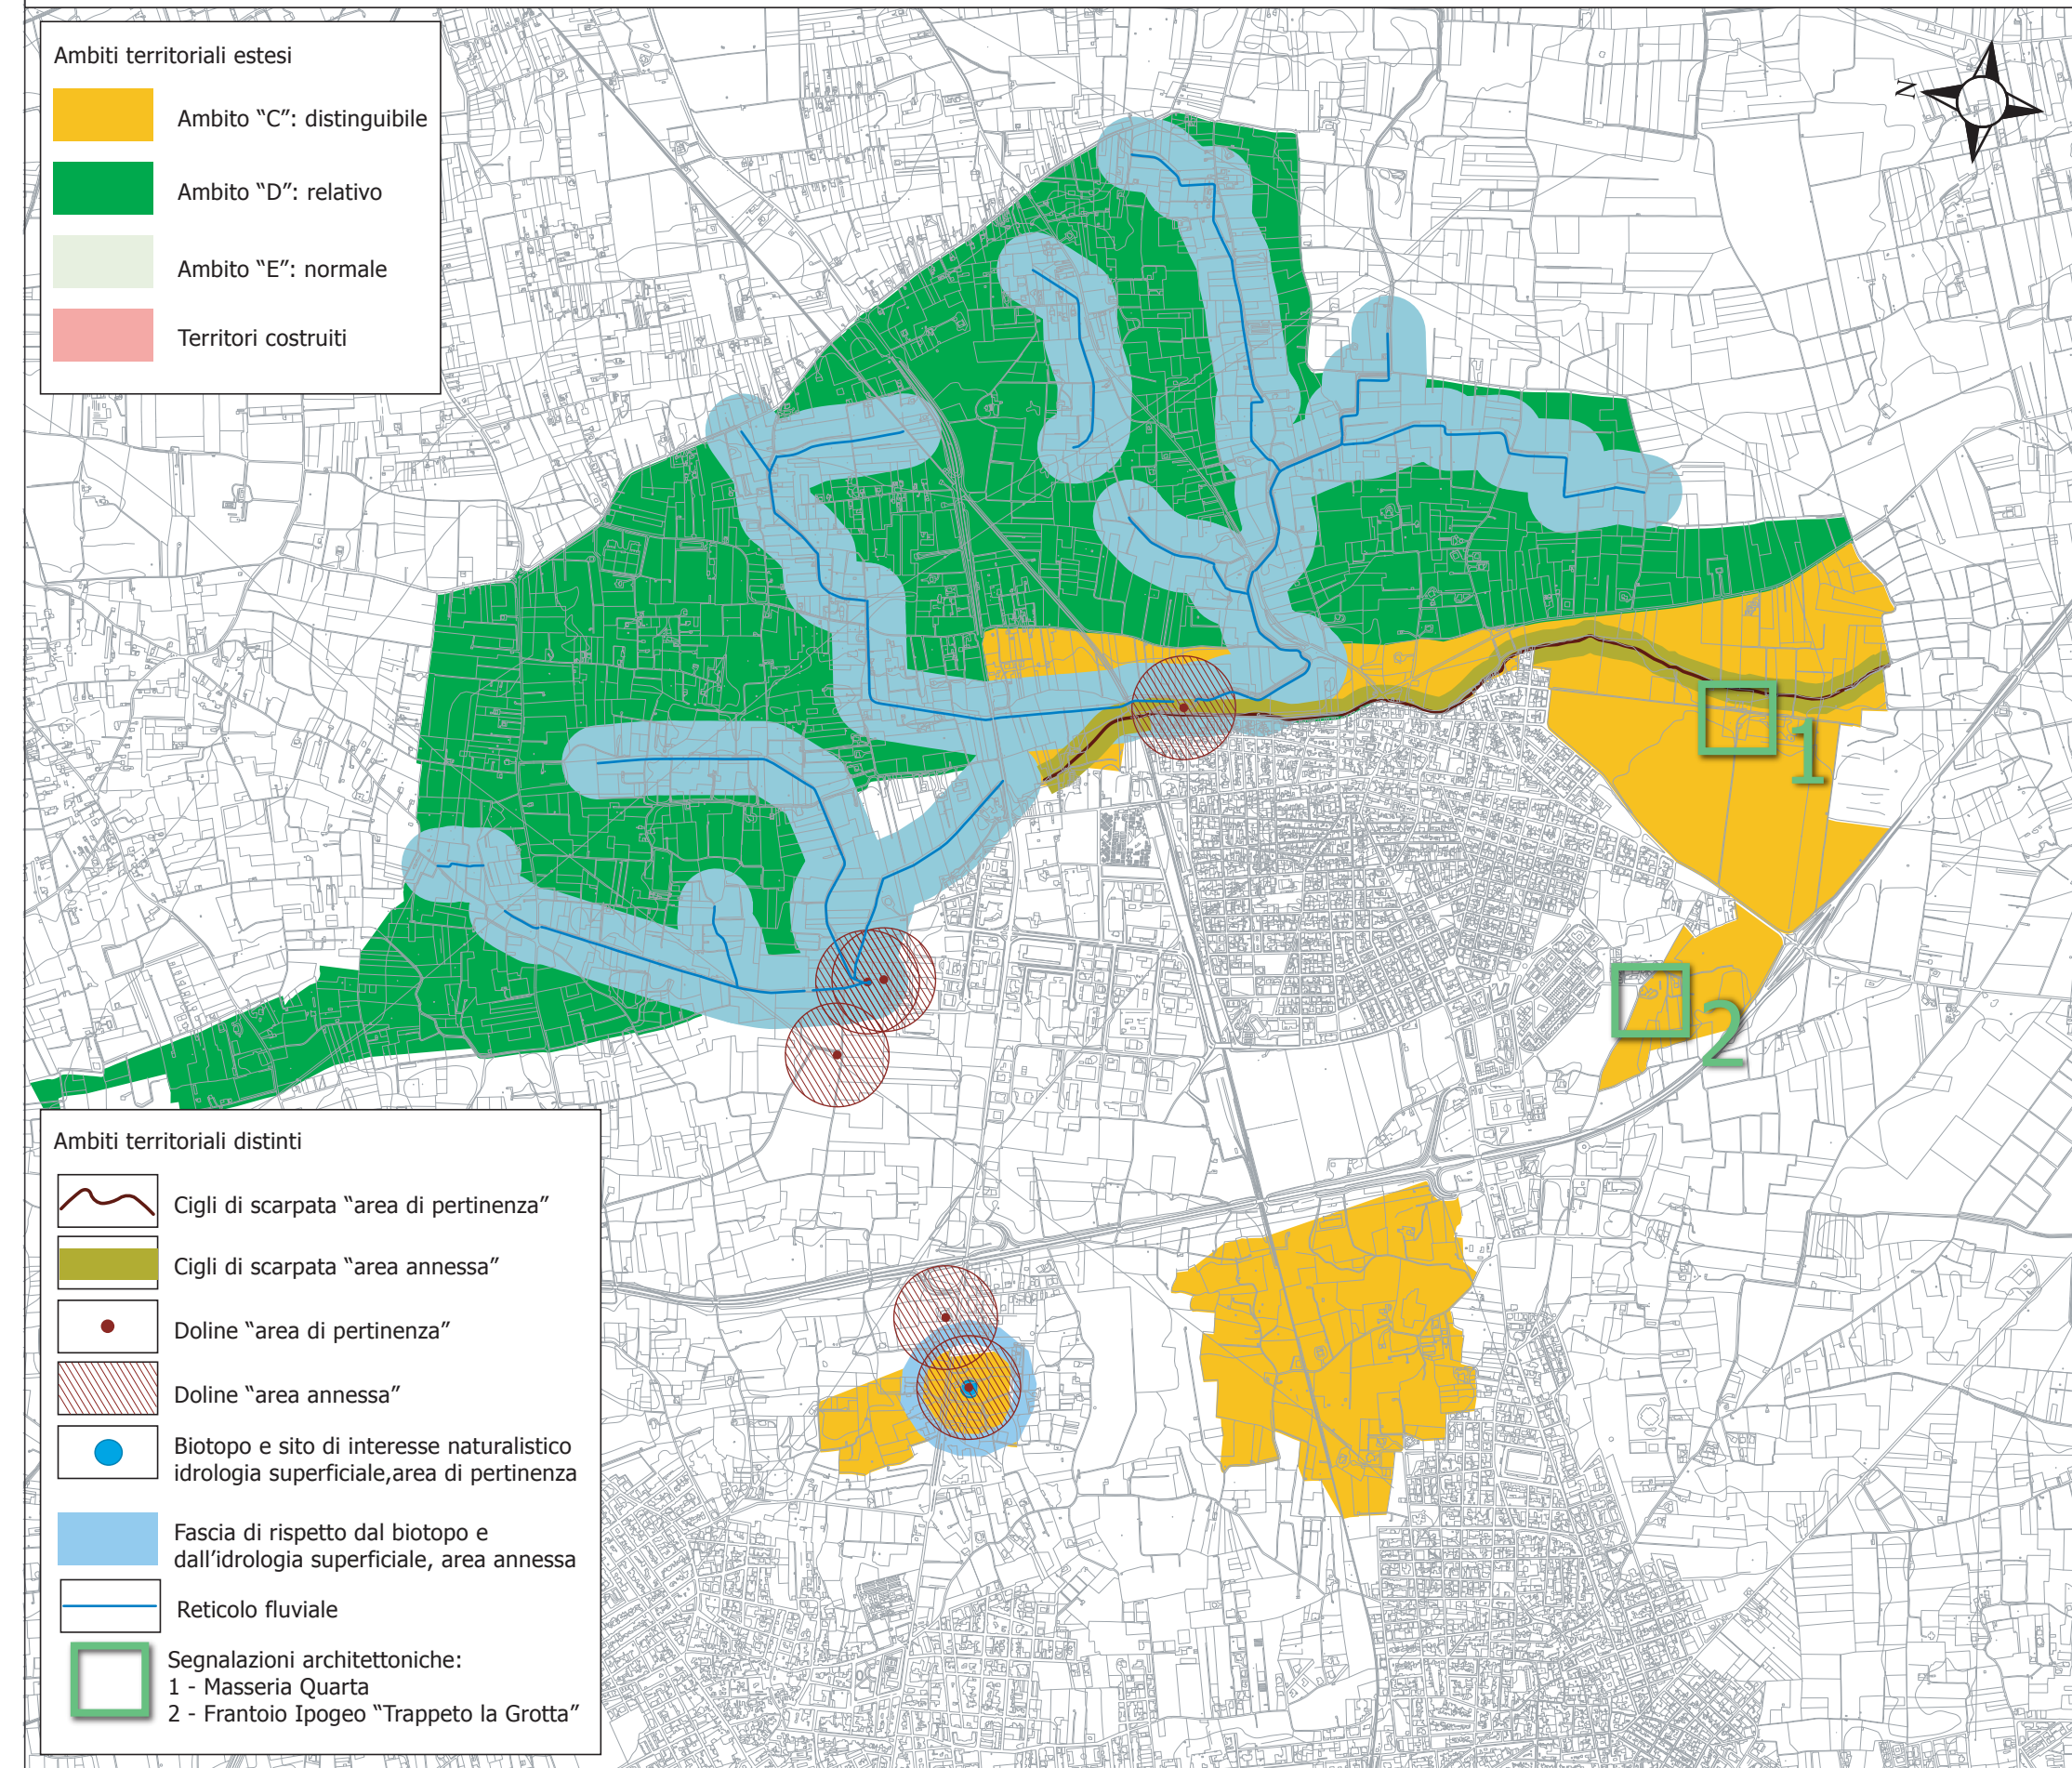 Ambiti territoriali estesi
Ambito “C”: distinguibile
Ambito “D”: relativo
Ambito “E”: normale
Territori costruiti
N
1
2
Ambiti territoriali distinti
Cigli di scarpata “area di pertinenza”
Cigli di scarpata “area annessa”
Doline “area di pertinenza”
Doline “area annessa”
Biotopo e sito di interesse naturalistico
idrologia superficiale,area di pertinenza
Fascia di rispetto dal biotopo e
dall’idrologia superficiale, area annessa
Reticolo fluviale
Segnalazioni architettoniche:
1 - Masseria Quarta
2 - Frantoio Ipogeo “Trappeto la Grotta”